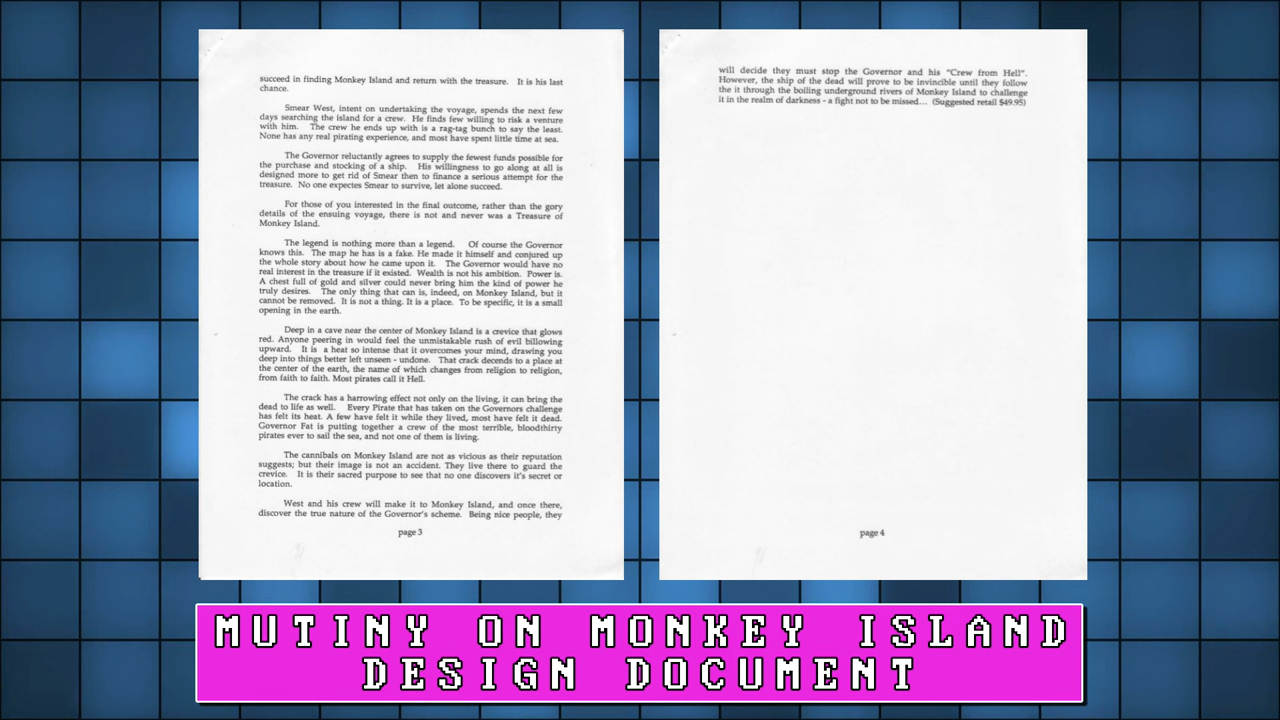 succeed in finding Monkey Island and return with the treasure. It is his last
chance.
Smear West, intent on undertaking the voyage, spends the next few
days searching the island for a crew. He finds few willing to risk a venture
with him. The crew he ends up with is a rag-tag bunch to say the least.
None has any real pirating experience, and most have spent little time at sea.
The Governor reluctantly agrees to supply the fewest funds possible for
the purchase and stocking of a ship. His willingness to go along at all is
designed more to get rid of Smear then to finance a serious attempt for the
treasure. No one expectes Smear to survive, let alone succeed.
For those of you interested in the final outcome, rather than the gory
details of the ensuing voyage, there is not and never was a Treasure of
Monkey Island.
The legend is nothing more than a legend. Of course the Governor
knows this. The map he has is a fake. He made it himself and conjured up
the whole story about how he came upon it. The Governor would have no
real interest in the treasure if it existed. Wealth is not his ambition. Power is.
A chest full of gold and silver could never bring him the kind of power he
truly desires. The only thing that can is, indeed, on Monkey Island, but it
cannot be removed. It is not a thing. It is a place. To be specific, it is a small
opening in the earth.
Deep in a cave near the center of Monkey Island is a crevice that glows
red. Anyone peering in would feel the unmistakable rush of evil billowing
upward. It is a heat so intense that it overcomes your mind, drawing you
deep into things better left unseen - undone. That crack decends to a place at
the center of the earth, the name of which changes from religion to religion,
from faith to faith. Most pirates call it Hell.
The crack has a harrowing effect not only on the living, it can bring the
dead to life as well. Every Pirate that has taken on the Governors challenge
has felt its heat. A few have felt it while they lived, most have felt it dead.
Governor Fat is putting together a crew of the most terrible, bloodthirty
pirates ever to sail the sea, and not one of them is living.
The cannibals on Monkey Island are not as vicious as their reputation
suggests; but their image is not an accident. They live there to guard the
crevice. It is their sacred purpose to see that no one discovers it's secret or
location.
West and his crew will make it to Monkey Island, and once there,
discover the true nature of the Governor's scheme. Being nice people, they
page 3
will decide they must stop the Governor and his "Crew from Hell".
However, the ship of the dead will prove to be invincible until they follow
the it through the boiling underground rivers of Monkey Island to challenge
it in the realm of darkness - a fight not to be missed... (Suggested retail $49.95)
page 4
MUTINY ON MONKEY ISLAND
DESIGN DOCUMENT